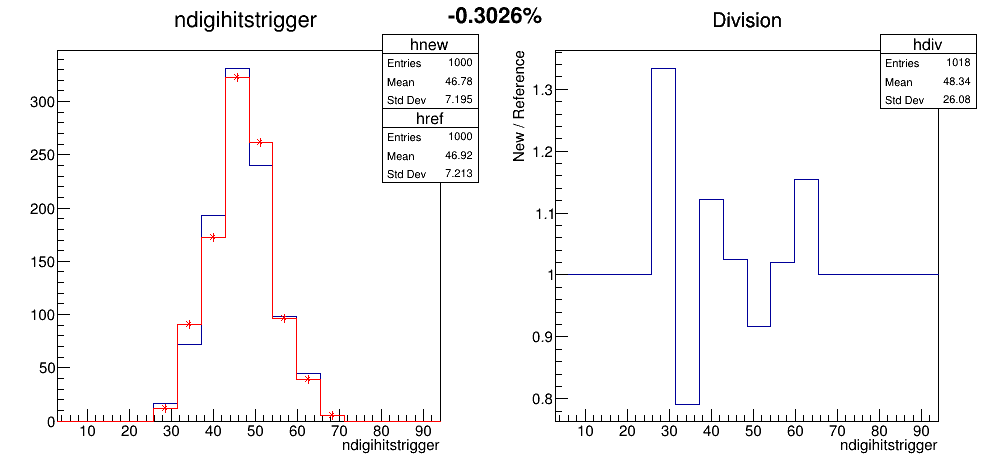 -0.3026%
ndigihitstrigger
hnew
Entries 1000
Mean 46.78
Std Dev 7.195
href
Entries 1000
Mean 46.92
Std Dev 7.213
300
250
200
150
100
50
0
10 20 30 40 50 60 70 80 90
ndigihitstrigger
Division
hdiv
Entries 1018
Mean 48.34
Std Dev 26.08
New / Reference
1.3
1.2
1.1
1
0.9
0.8
10 20 30 40 50 60 70 80 90
ndigihitstrigger